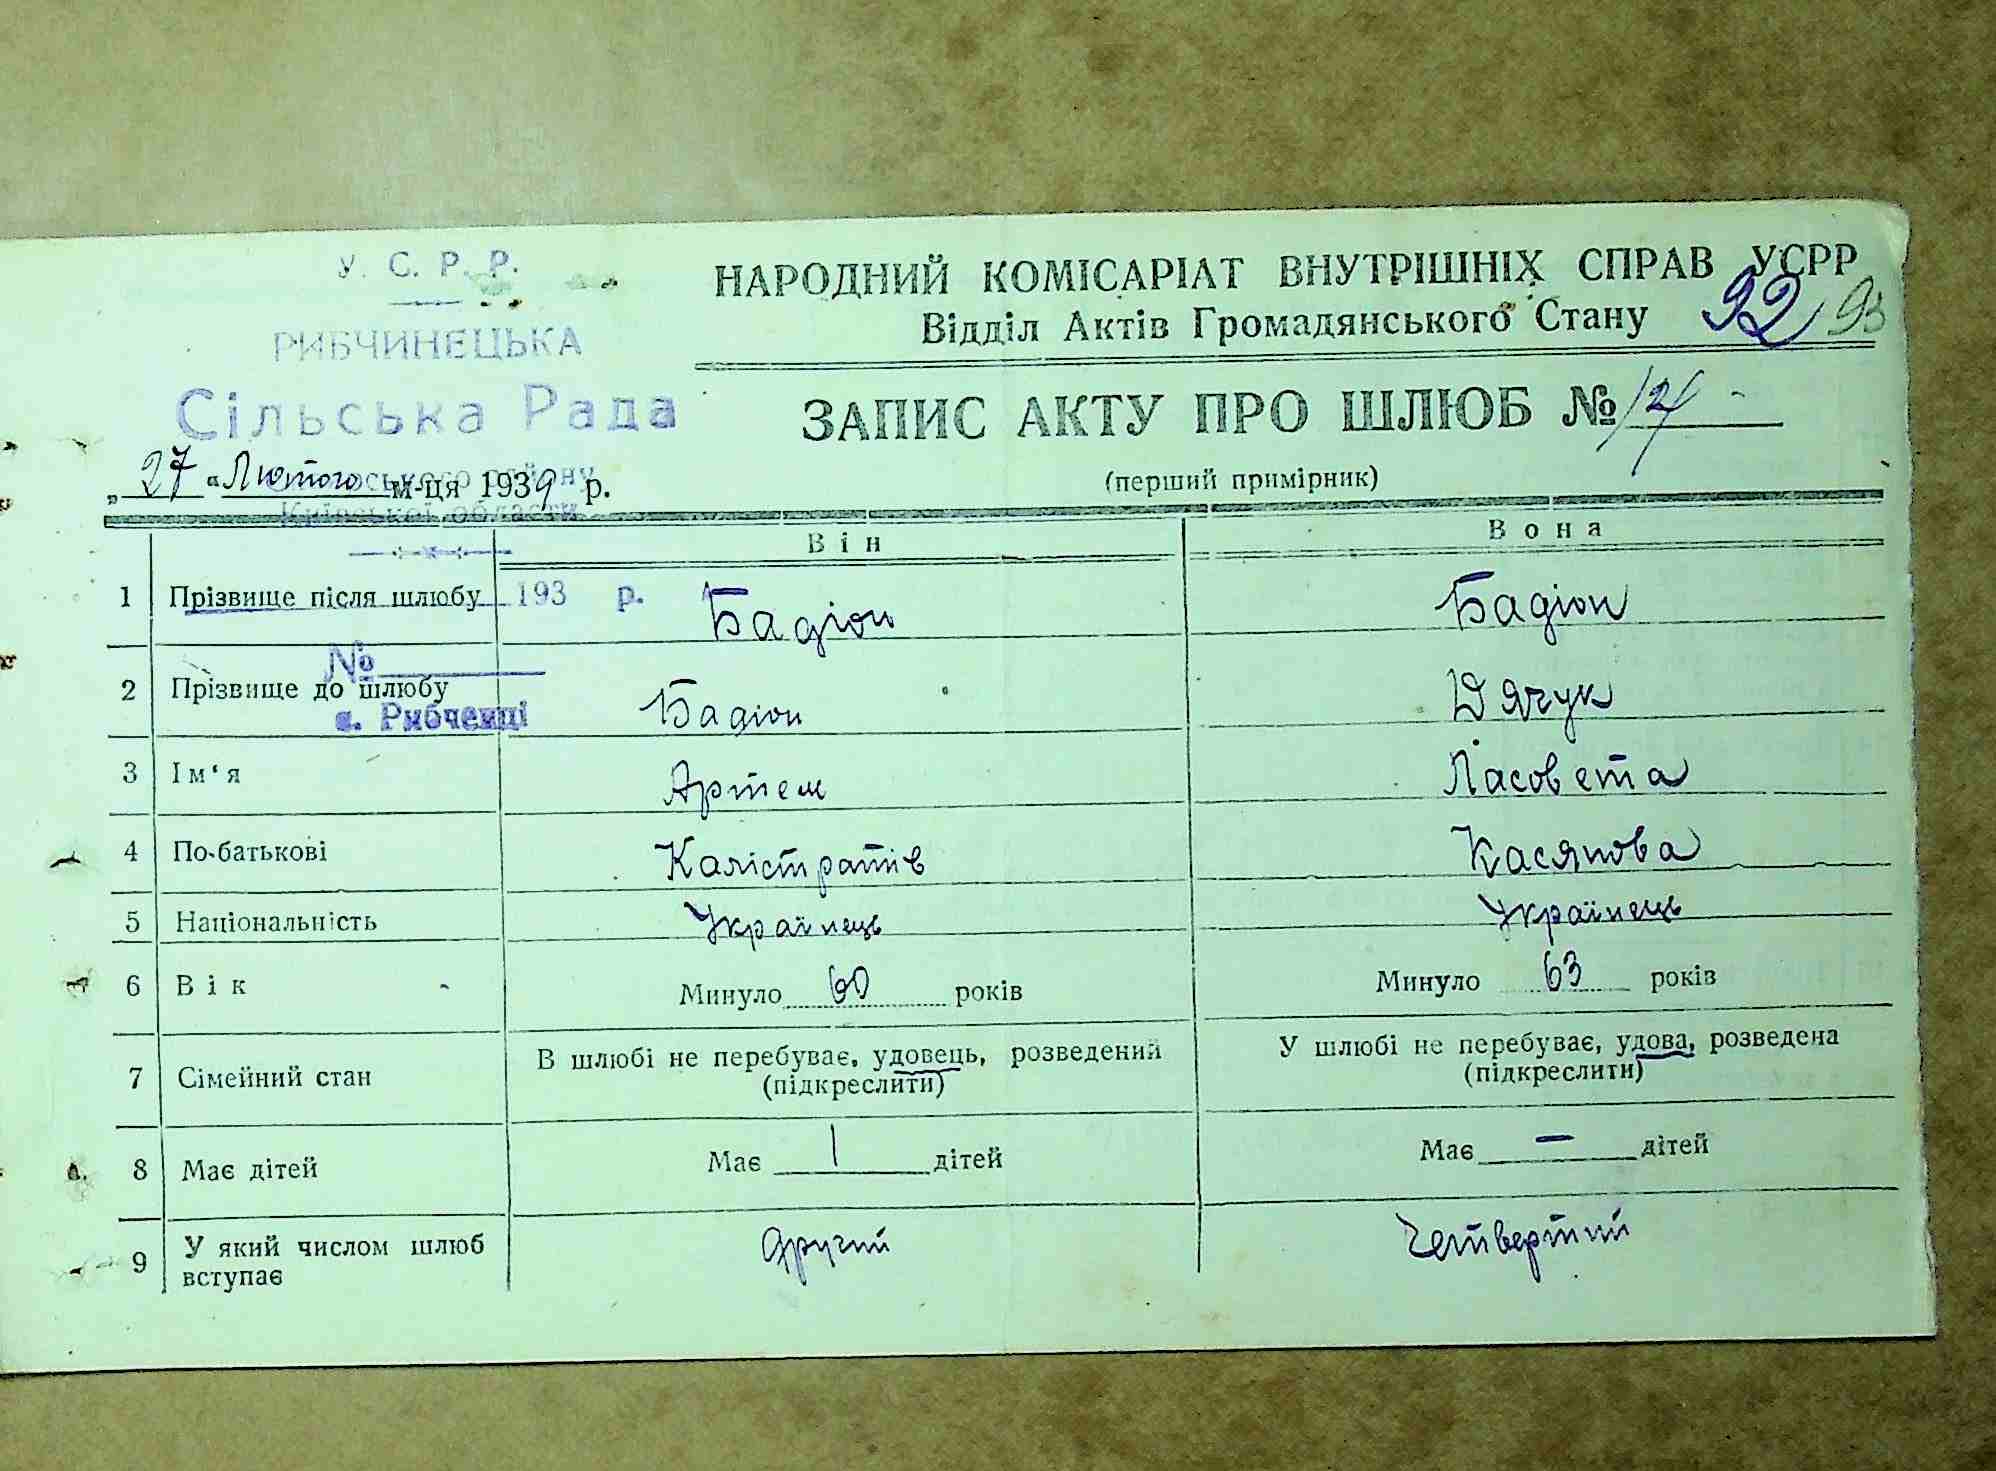 У. С. Р. Р.
РИБЧИНЕЦЬКА
Сільська Рада
Київської области
193 р.
№
с. Рибченці
НАРОДНИЙ КОМІСАРІАТ ВНУТРІШНІХ СПРАВ УСРР
Відділ Актів Громадянського Стану
92 93
ЗАПИС АКТУ ПРО ШЛЮБ №
(перший примірник)
„27“ Лютого м-ця 1939 р.
Він Вона
1 Прізвище після шлюбу Бадіон Бадіон
2 Прізвище до шлюбу Бадіон Дячук
3 Ім‘я Артем Ласовета
4 По-батькові Калістратів Касянова
5 Національність Українець Українець
6 Вік Минуло 60 років Минуло 63 років
7 Сімейний стан В шлюбі не перебуває, удовець, розведений (підкреслити) У шлюбі не перебуває, удова, розведена (підкреслити)
8 Має дітей Має 1 дітей Має — дітей
9 У який числом шлюб вступає другий Четвертий